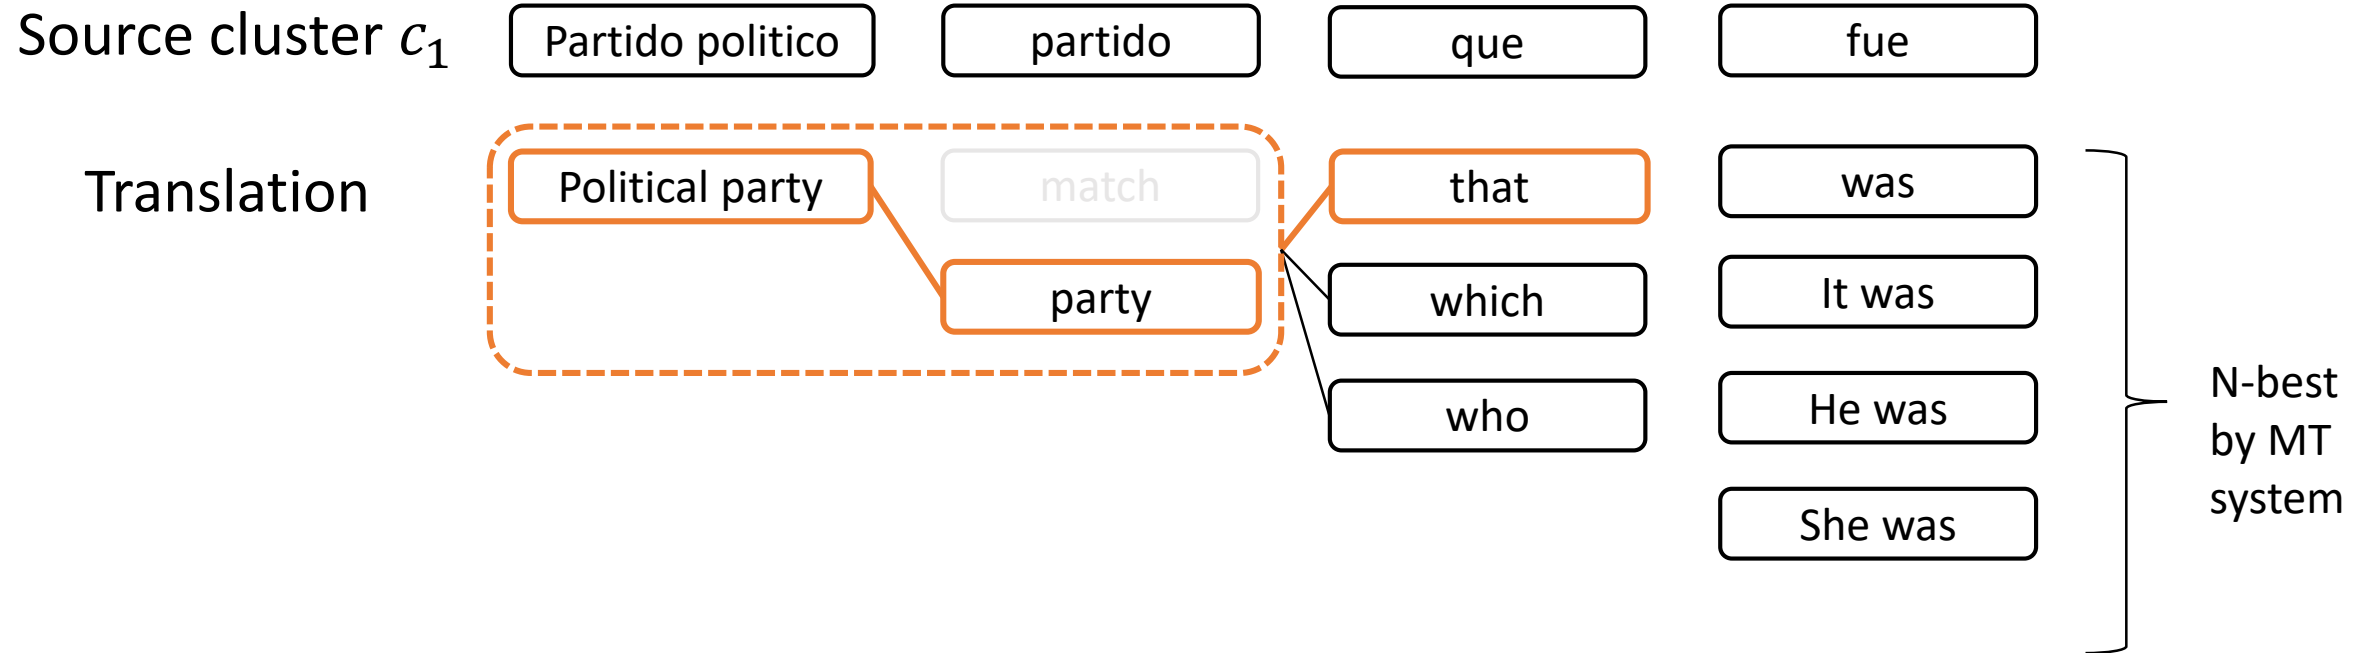 Source cluster c₁ Partido politico partido que fue
Translation Political party match that was
party which It was
who He was
She was
N-best
by MT
system